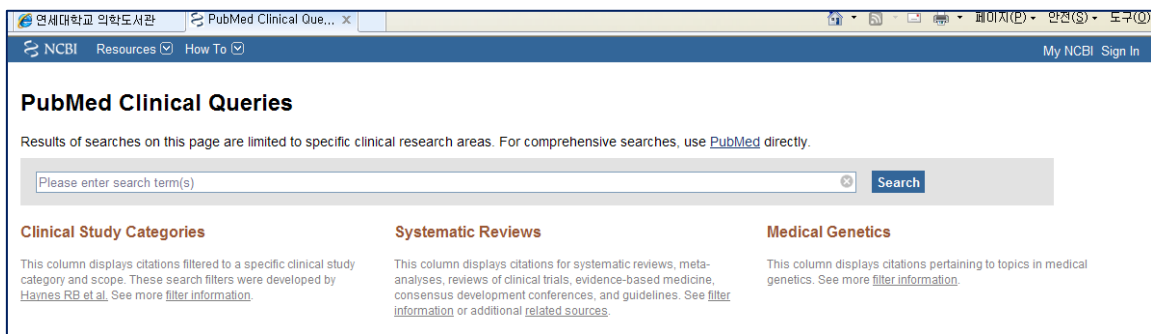 연세대학교 의학도서관 PubMed Clinical Que... x 페이지(P) 안전(S) 도구(O)
NCBI Resources How To My NCBI Sign In
PubMed Clinical Queries
Results of searches on this page are limited to specific clinical research areas. For comprehensive searches, use PubMed directly.
Please enter search term(s) Search
Clinical Study Categories
This column displays citations filtered to a specific clinical study
category and scope. These search filters were developed by
Haynes RB et al. See more filter information.
Systematic Reviews
This column displays citations for systematic reviews, meta-
analyses, reviews of clinical trials, evidence-based medicine,
consensus development conferences, and guidelines. See filter
information or additional related sources.
Medical Genetics
This column displays citations pertaining to topics in medical
genetics. See more filter information.